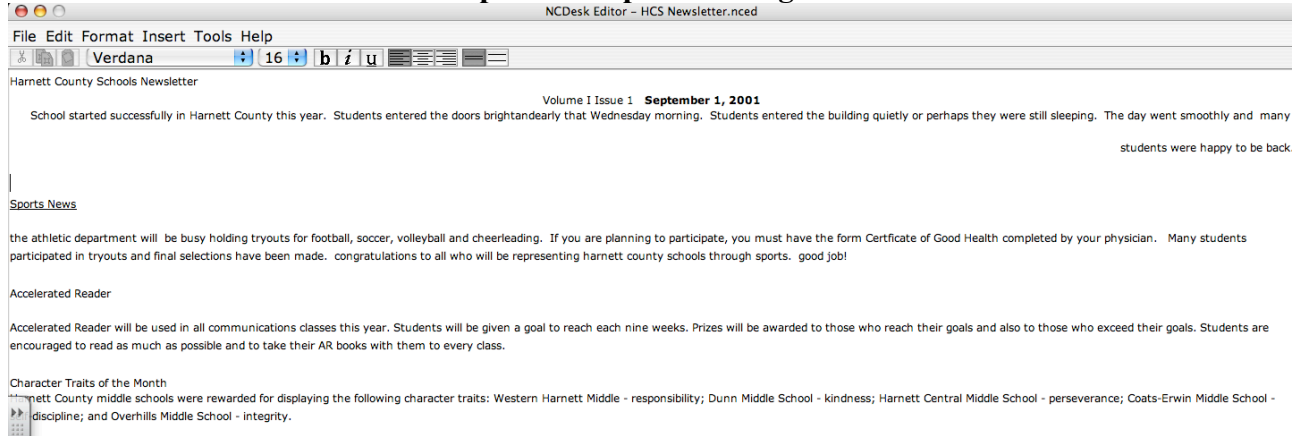 NCDesk Editor - HCS Newsletter.nced
File Edit Format Insert Tools Help
Verdana 16 b i u
Harnett County Schools Newsletter
Volume I Issue 1 September 1, 2001
School started successfully in Harnett County this year. Students entered the doors brightandearly that Wednesday morning. Students entered the building quietly or perhaps they were still sleeping. The day went smoothly and many
students were happy to be back.
Sports News
the athletic department will be busy holding tryouts for football, soccer, volleyball and cheerleading. If you are planning to participate, you must have the form Certficate of Good Health completed by your physician. Many students
participated in tryouts and final selections have been made. congratulations to all who will be representing harnett county schools through sports. good job!
Accelerated Reader
Accelerated Reader will be used in all communications classes this year. Students will be given a goal to reach each nine weeks. Prizes will be awarded to those who reach their goals and also to those who exceed their goals. Students are
encouraged to read as much as possible and to take their AR books with them to every class.
Character Traits of the Month
County middle schools were rewarded for displaying the following character traits: Western Harnett Middle - responsibility; Dunn Middle School - kindness; Harnett Central Middle School - perseverance; Coats-Erwin Middle School -
discipline; and Overhills Middle School - integrity.